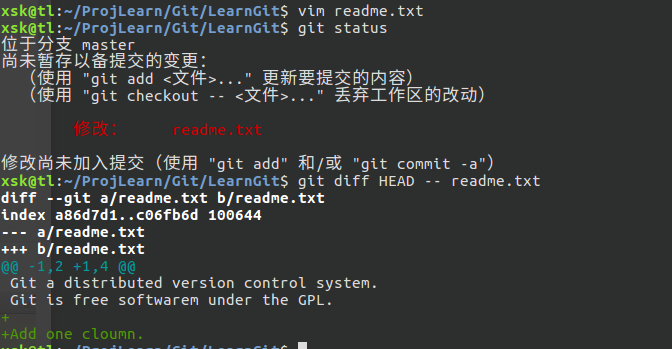 xsk@tl:~/ProjLearn/Git/LearnGit$ vim readme.txt
xsk@tl:~/ProjLearn/Git/LearnGit$ git status
位于分支 master
尚未暂存以备提交的变更：
（使用 "git add <文件>..." 更新要提交的内容）
（使用 "git checkout -- <文件>..." 丢弃工作区的改动）
修改： readme.txt
修改尚未加入提交（使用 "git add" 和/或 "git commit -a"）
xsk@tl:~/ProjLearn/Git/LearnGit$ git diff HEAD -- readme.txt
diff --git a/readme.txt b/readme.txt
index a86d7d1..c06fb6d 100644
--- a/readme.txt
+++ b/readme.txt
@@ -1,2 +1,4 @@
Git a distributed version control system.
Git is free softwarem under the GPL.
+
+Add one cloumn.
xsk@tl:~/ProjLearn/Git/LearnGit$